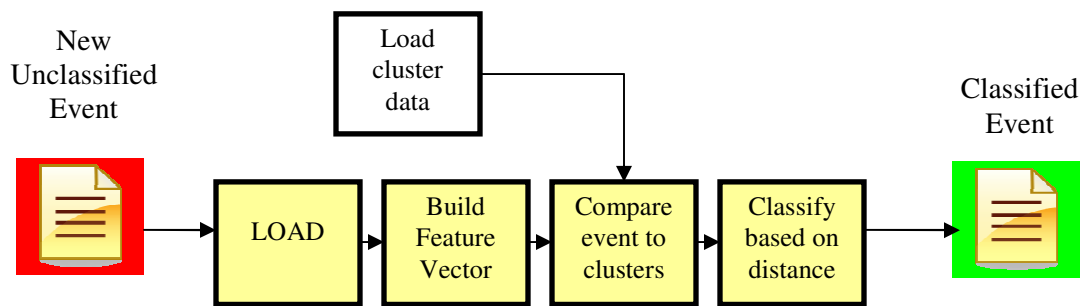 New
Unclassified
Event
Load
cluster
data
Classified
Event
LOAD
Build
Feature
Vector
Compare
event to
clusters
Classify
based on
distance